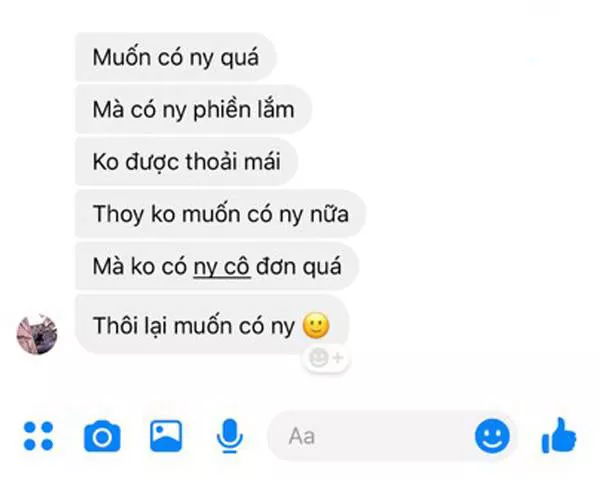 Muốn có ny quá
Mà có ny phiền lắm
Ko được thoải mái
Thoy ko muốn có ny nữa
Mà ko có ny cô đơn quá
Thôi lại muốn có ny 🙂
Aa